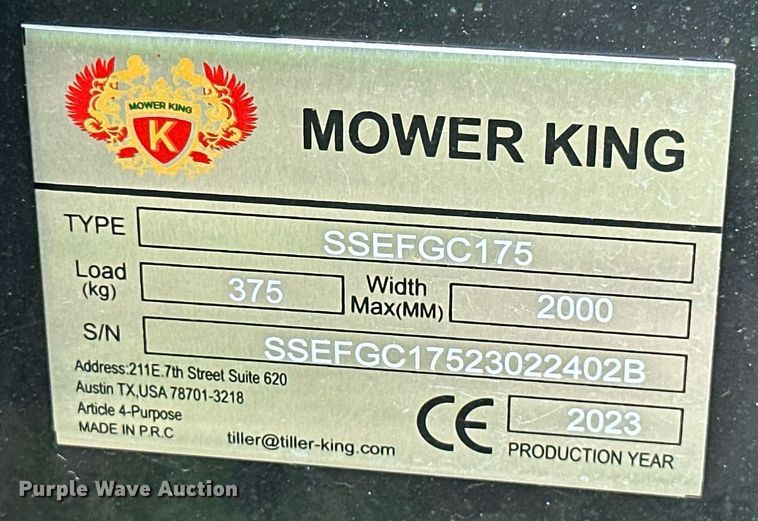 MOWER KING
K
MOWER KING
TYPE SSEFGC175
Load (kg) 375 Width Max(MM) 2000
S/N SSEFGC17523022402B
Address:211E.7th Street Suite 620
Austin TX,USA 78701-3218
Article 4-Purpose
MADE IN P.R.C
tiller@tiller-king.com
CE
2023
PRODUCTION YEAR
Purple Wave Auction